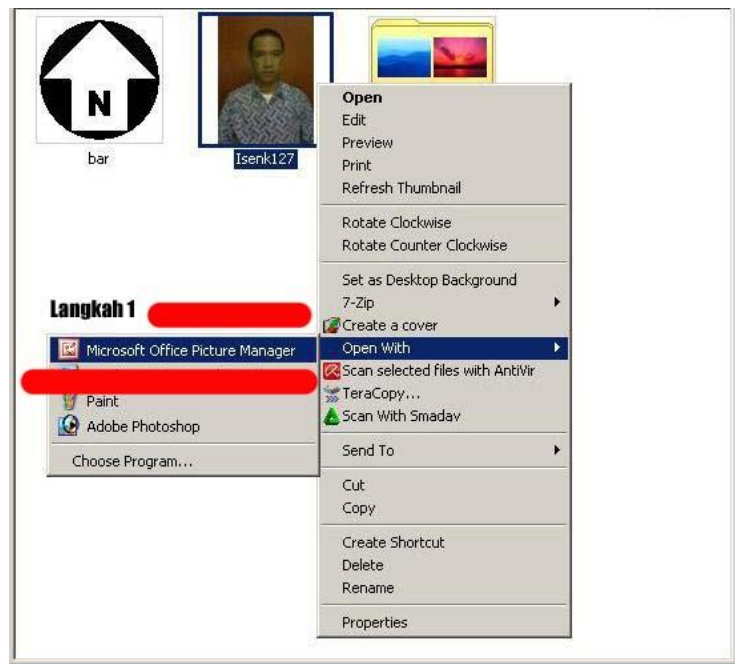 N
bar
Isenk127
Open
Edit
Preview
Print
Refresh Thumbnail
Rotate Clockwise
Rotate Counter Clockwise
Set as Desktop Background
7-Zip
Create a cover
Open With
Scan selected files with AntiVir
TeraCopy...
Scan With Smadav
Send To
Cut
Copy
Create Shortcut
Delete
Rename
Properties
Langkah 1
Microsoft Office Picture Manager
Paint
Adobe Photoshop
Choose Program...